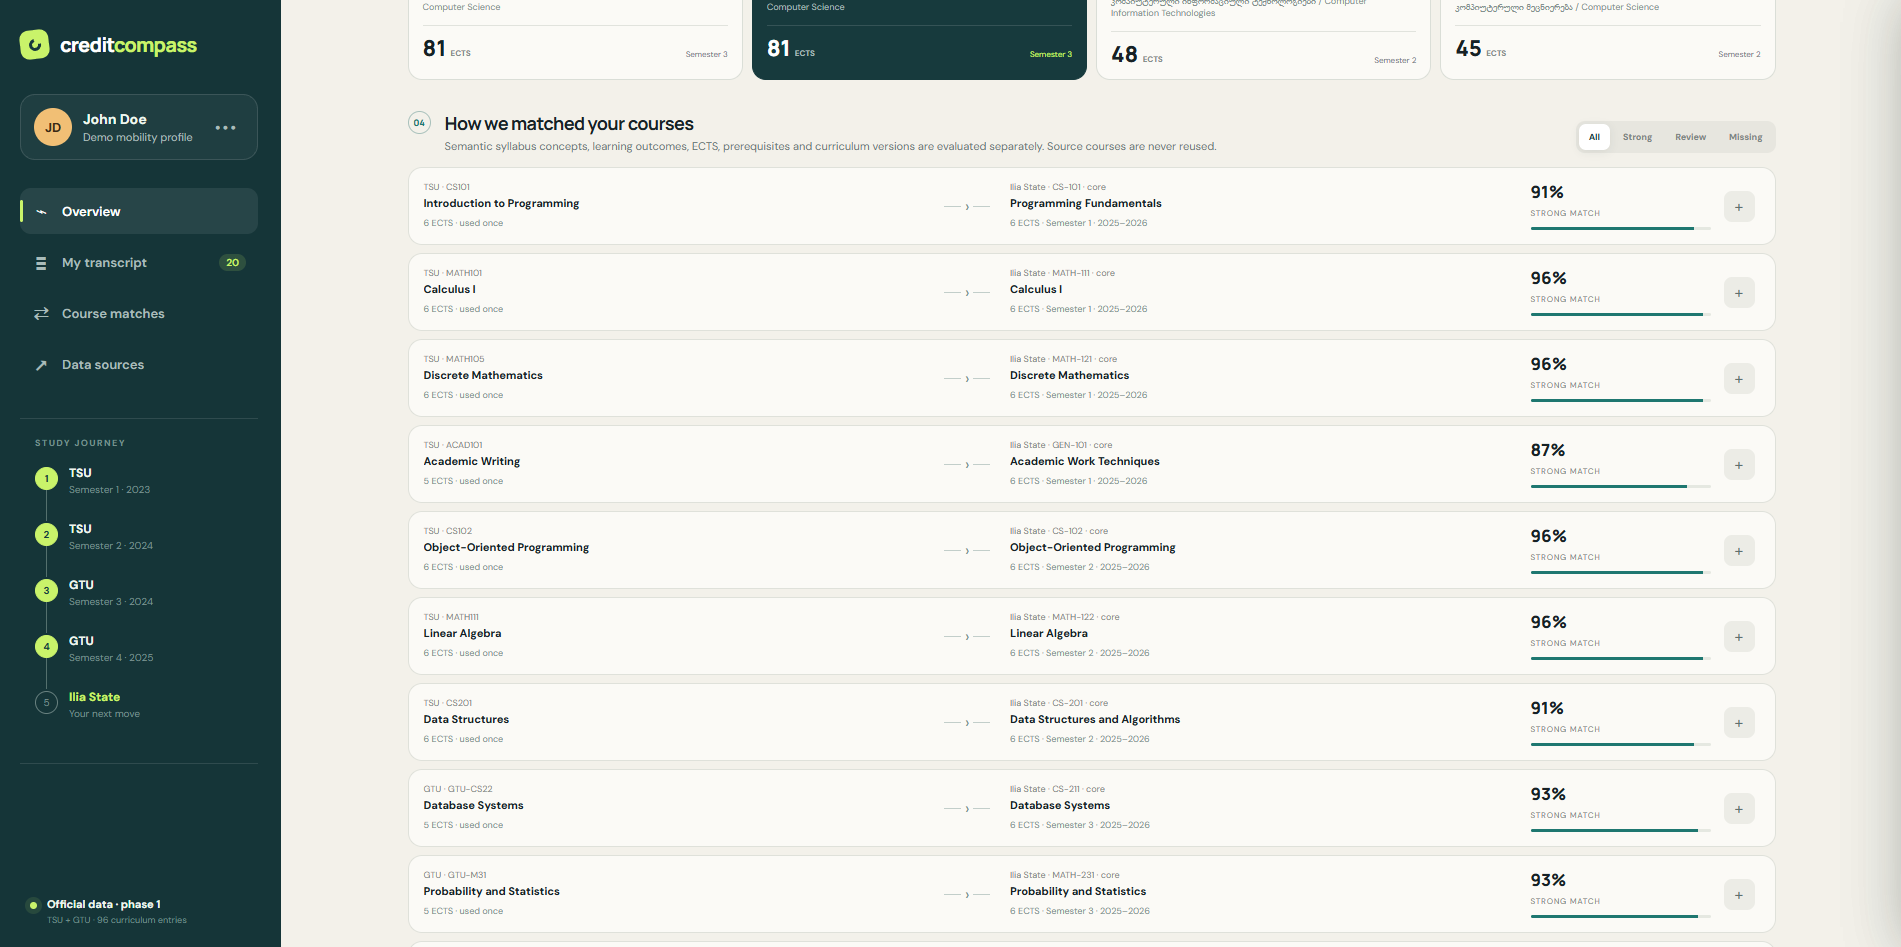 creditcompass
JD
John Doe
Demo mobility profile
Overview
My transcript
20
Course matches
Data sources
STUDY JOURNEY
1
TSU
Semester 1 · 2023
2
TSU
Semester 2 · 2024
3
GTU
Semester 3 · 2024
4
GTU
Semester 4 · 2025
5
Ilia State
Your next move
Official data · phase 1
TSU + GTU · 96 curriculum entries
Computer Science
81 ECTS
Semester 3
Computer Science
81 ECTS
Semester 3
კომპიუტერული ინფორმაციული ტექნოლოგიები / Computer
Information Technologies
48 ECTS
Semester 2
კომპიუტერული მეცნიერება / Computer Science
45 ECTS
Semester 2
04
How we matched your courses
Semantic syllabus concepts, learning outcomes, ECTS, prerequisites and curriculum versions are evaluated separately. Source courses are never reused.
All
Strong
Review
Missing
TSU · CS101
Introduction to Programming
6 ECTS · used once
Ilia State · CS-101 · core
Programming Fundamentals
6 ECTS · Semester 1 · 2025–2026
91%
STRONG MATCH
+
TSU · MATH101
Calculus I
6 ECTS · used once
Ilia State · MATH-111 · core
Calculus I
6 ECTS · Semester 1 · 2025–2026
96%
STRONG MATCH
+
TSU · MATH105
Discrete Mathematics
6 ECTS · used once
Ilia State · MATH-121 · core
Discrete Mathematics
6 ECTS · Semester 1 · 2025–2026
96%
STRONG MATCH
+
TSU · ACAD101
Academic Writing
5 ECTS · used once
Ilia State · GEN-101 · core
Academic Work Techniques
6 ECTS · Semester 1 · 2025–2026
87%
STRONG MATCH
+
TSU · CS102
Object-Oriented Programming
6 ECTS · used once
Ilia State · CS-102 · core
Object-Oriented Programming
6 ECTS · Semester 2 · 2025–2026
96%
STRONG MATCH
+
TSU · MATH111
Linear Algebra
6 ECTS · used once
Ilia State · MATH-122 · core
Linear Algebra
6 ECTS · Semester 2 · 2025–2026
96%
STRONG MATCH
+
TSU · CS201
Data Structures
6 ECTS · used once
Ilia State · CS-201 · core
Data Structures and Algorithms
6 ECTS · Semester 2 · 2025–2026
91%
STRONG MATCH
+
GTU · GTU-CS22
Database Systems
5 ECTS · used once
Ilia State · CS-211 · core
Database Systems
6 ECTS · Semester 3 · 2025–2026
93%
STRONG MATCH
+
GTU · GTU-M31
Probability and Statistics
5 ECTS · used once
Ilia State · MATH-231 · core
Probability and Statistics
6 ECTS · Semester 3 · 2025–2026
93%
STRONG MATCH
+